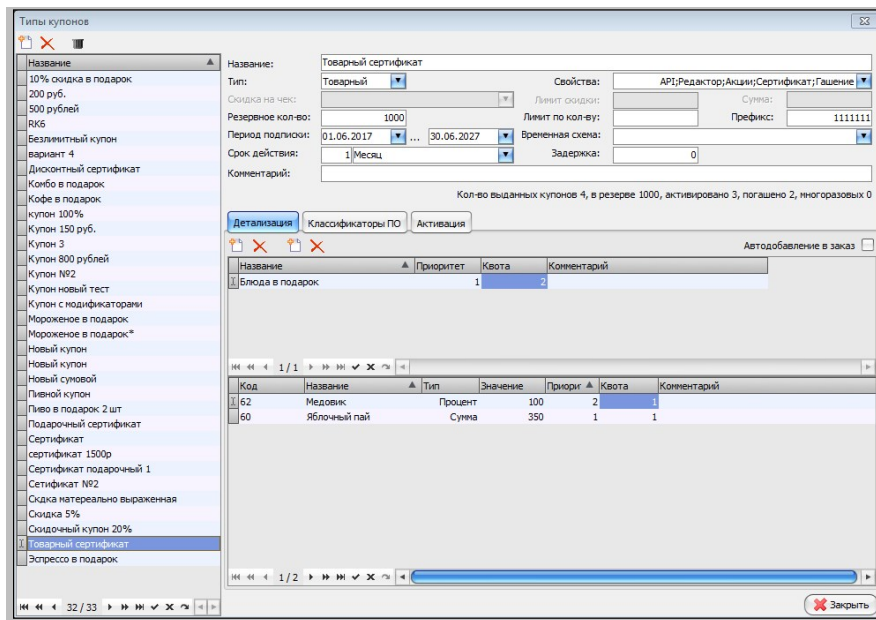 Типы купонов
Название
10% скидка в подарок
200 руб.
500 рублей
RK6
Безлимитный купон
вариант 4
Дисконтный сертификат
Комбо в подарок
Кофе в подарок
купон 100%
Купон 150 руб.
Купон 3
Купон 800 рублей
Купон №2
Купон новый тест
Купон с модификаторами
Мороженое в подарок
Мороженое в подарок*
Новый купон
Новый купон
Новый сумовой
Пивной купон
Пиво в подарок 2 шт
Подарочный сертификат
Сертификат
сертификат 1500р
Сертификат подарочный 1
Сетификат №2
Скдка матереально выраженная
Скидка 5%
Скидочный купон 20%
Товарный сертификат
Эспрессо в подарок
32 / 33
Название: Товарный сертификат
Тип: Товарный Свойства: API;Редактор;Акции;Сертификат;Гашение
Скидка на чек: Лимит скидки: Сумма:
Резервное кол-во: 1000 Лимит по кол-ву: Префикс: 1111111
Период подписки: 01.06.2017 ... 30.06.2027 Временная схема:
Срок действия: 1 Месяц Задержка: 0
Комментарий:
Кол-во выданных купонов 4, в резерве 1000, активировано 3, погашено 2, многоразовых 0
Детализация Классификаторы ПО Активация
Автодобавление в заказ
Название Приоритет Квота Комментарий
Блюда в подарок 1 2
1 / 1
Код Название Тип Значение Приори Квота Комментарий
62 Медовик Процент 100 2 1
60 Яблочный пай Сумма 350 1 1
1 / 2
Закрыть